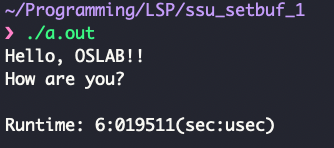 ~/Programming/LSP/ssu_setbuf_1
❯ ./a.out
Hello, OSLAB!!
How are you?
Runtime: 6:019511(sec:usec)